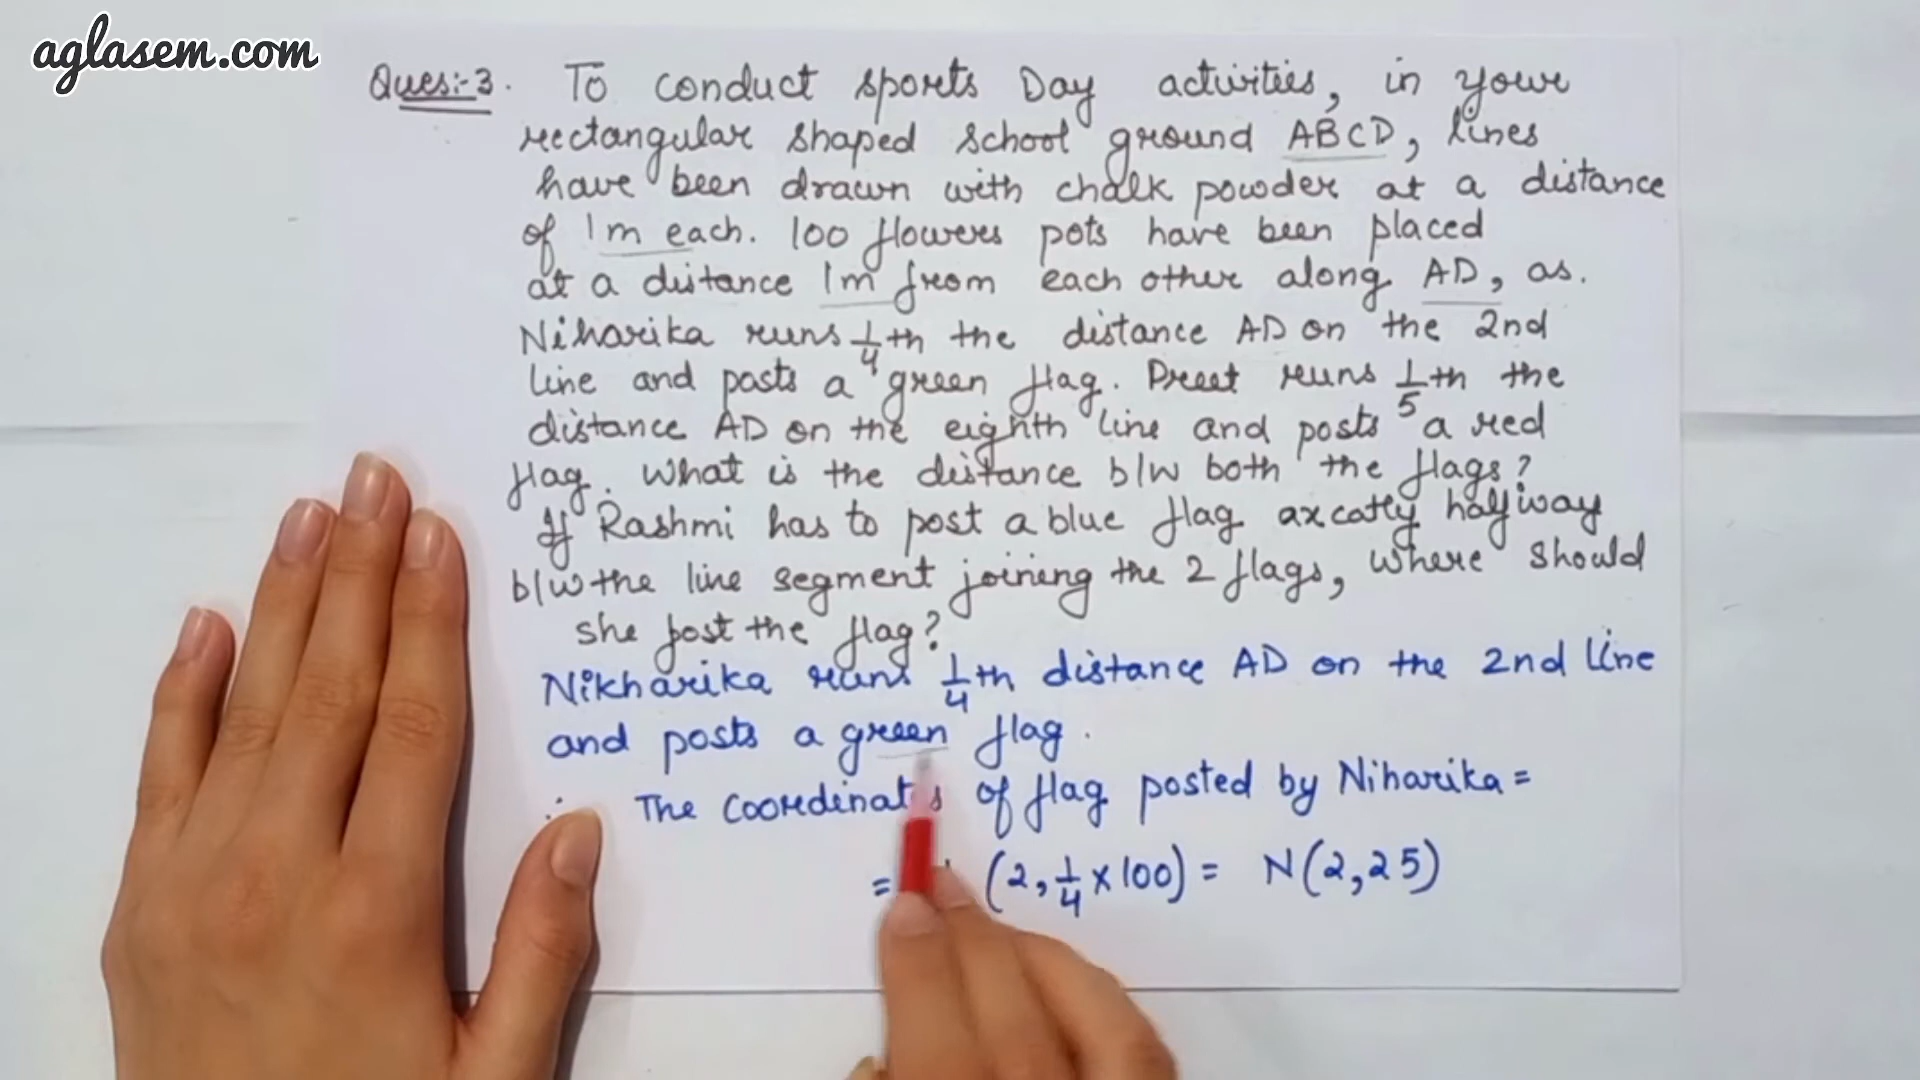 aglasem.com
Ques:-3. To conduct sports Day activities, in your
rectangular shaped school ground ABCD, lines
have been drawn with chalk powder at a distance
of 1m each. 100 flowers pots have been placed
at a distance 1m from each other along AD, as.
Niharika runs 1/4th the distance AD on the 2nd
line and posts a green flag. Preet runs 1/5th the
distance AD on the eighth line and posts a red
flag. What is the distance b/w both the flags?
If Rashmi has to post a blue flag axcatly halfway
b/w the line segment joining the 2 flags, where should
she post the flag?
Nikharika runs 1/4th distance AD on the 2nd line
and posts a green flag.
∴ The Coordinates of flag posted by Niharika =
= (2, 1/4 × 100) = N(2,25)